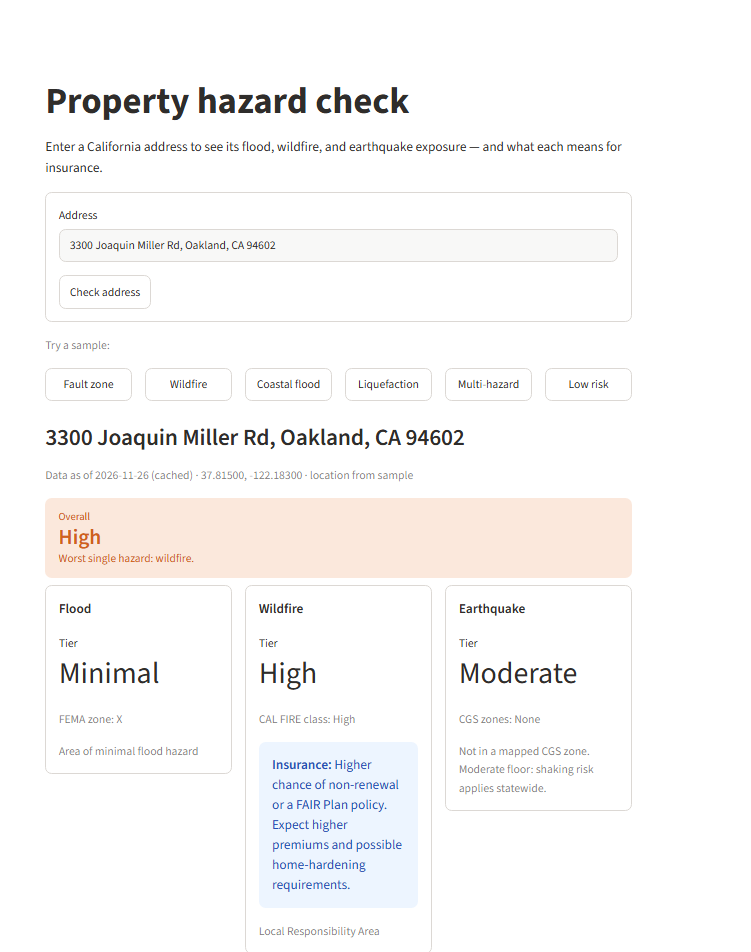 Property hazard check
Enter a California address to see its flood, wildfire, and earthquake exposure — and what each means for
insurance.
Address
3300 Joaquin Miller Rd, Oakland, CA 94602
Check address
Try a sample:
Fault zone
Wildfire
Coastal flood
Liquefaction
Multi-hazard
Low risk
3300 Joaquin Miller Rd, Oakland, CA 94602
Data as of 2026-11-26 (cached) · 37.81500, -122.18300 · location from sample
Overall
High
Worst single hazard: wildfire.
Flood
Tier
Minimal
FEMA zone: X
Area of minimal flood hazard
Wildfire
Tier
High
CAL FIRE class: High
Insurance: Higher
chance of non-renewal
or a FAIR Plan policy.
Expect higher
premiums and possible
home-hardening
requirements.
Local Responsibility Area
Earthquake
Tier
Moderate
CGS zones: None
Not in a mapped CGS zone.
Moderate floor: shaking risk
applies statewide.